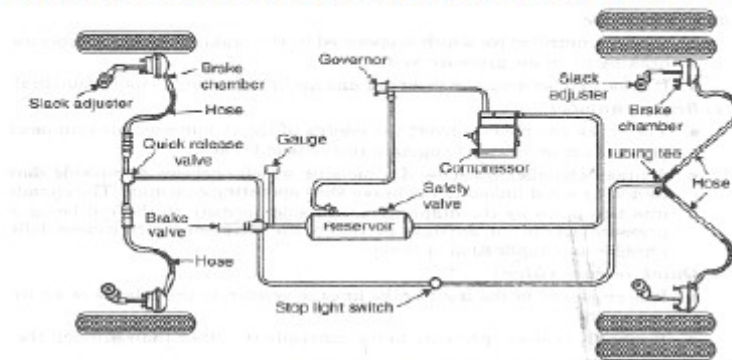 Governor
Brake
chamber
Slack adjuster
Hose
Slack
adjuster
Brake
chamber
Quick release
valve
Gauge
Compressor
tubing tee
Safety
valve
Hose
Brake
valve
Reservoir
Hose
Stop light switch